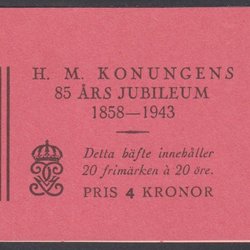 H. M. KONUNGENS
85 ÅRS JUBILEUM
1858—1943
Detta häfte innehåller
20 frimärken à 20 öre.
PRIS 4 KRONOR